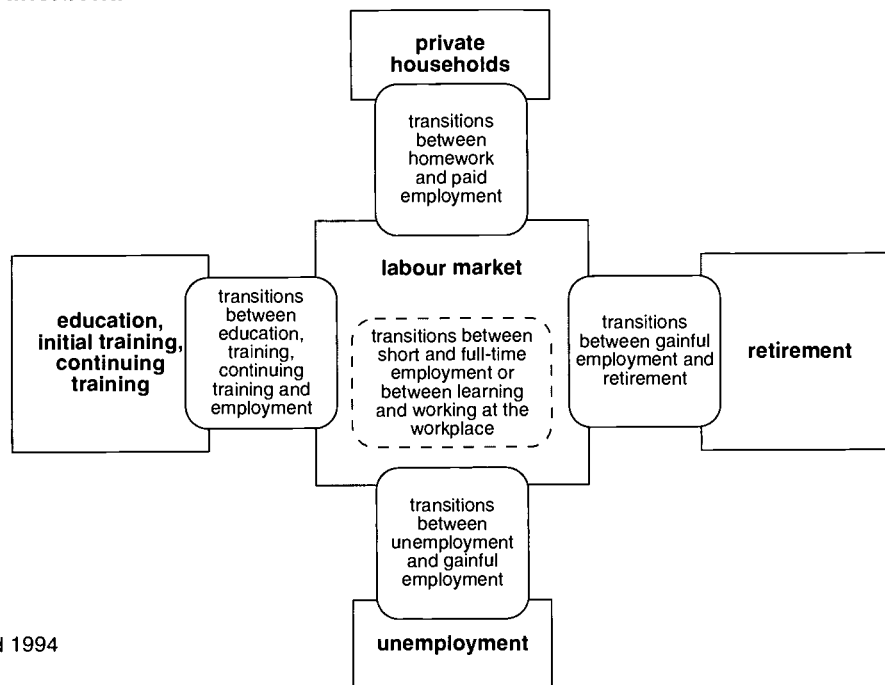 private
households
transitions
between
homework
and paid
employment
labour market
education,
initial training,
continuing
training
transitions
between
education,
training,
continuing
training and
employment
transitions between
short and full-time
employment or
between learning
and working at the
workplace
transitions
between gainful
employment and
retirement
retirement
transitions
between
unemployment
and gainful
employment
1994
unemployment